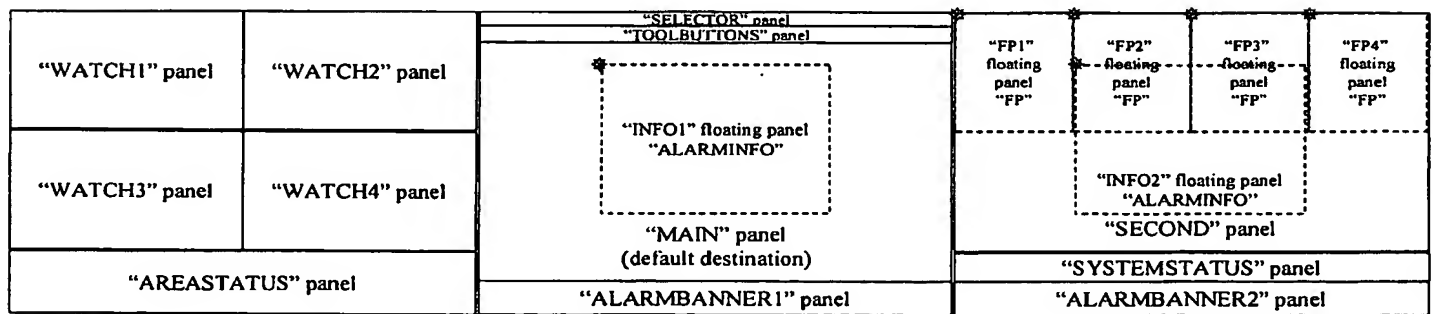 “WATCH1” panel
“WATCH2” panel
“WATCH3” panel
“WATCH4” panel
“AREASTATUS” panel
“SELECTOR” panel
“TOOLBUTTONS” panel
“INFO1” floating panel
“ALARMINFO”
“MAIN” panel
(default destination)
“ALARMBANNER1” panel
“FP1”
floating
panel
“FP”
“FP2”
floating
panel
“FP”
“FP3”
floating
panel
“FP”
“FP4”
floating
panel
“FP”
“INFO2” floating panel
“ALARMINFO”
“SECOND” panel
“SYSTEMSTATUS” panel
“ALARMBANNER2” panel